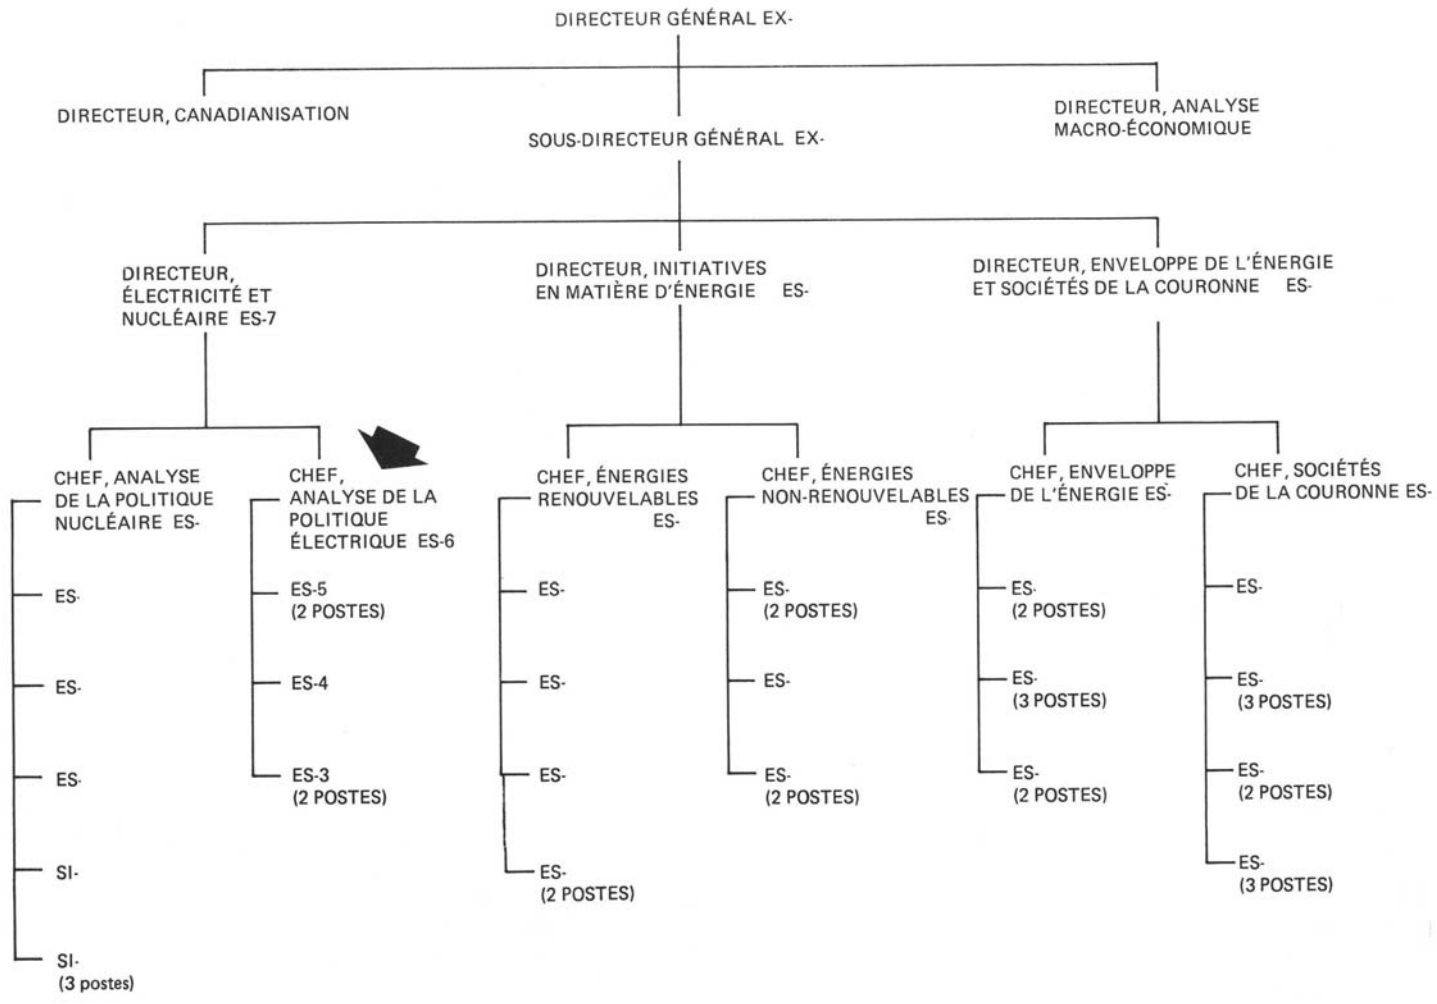 DIRECTEUR GÉNÉRAL EX-
DIRECTEUR, CANADIANISATION
SOUS-DIRECTEUR GÉNÉRAL EX-
DIRECTEUR, ANALYSE
MACRO-ÉCONOMIQUE
DIRECTEUR,
ÉLECTRICITÉ ET
NUCLÉAIRE ES-7
DIRECTEUR, INITIATIVES
EN MATIÈRE D'ÉNERGIE ES-
DIRECTEUR, ENVELOPPE DE L'ÉNERGIE
ET SOCIÉTÉS DE LA COURONNE ES-
CHEF, ANALYSE
DE LA POLITIQUE
NUCLÉAIRE ES-
ES-
ES-
ES-
SI-
SI-
(3 postes)
CHEF,
ANALYSE DE LA
POLITIQUE
ÉLECTRIQUE ES-6
ES-5
(2 POSTES)
ES-4
ES-3
(2 POSTES)
CHEF, ÉNERGIES
RENOUVELABLES
ES-
ES-
ES-
ES-
ES-
(2 POSTES)
CHEF, ÉNERGIES
NON-RENOUVELABLES
ES-
ES-
(2 POSTES)
ES-
ES-
(2 POSTES)
CHEF, ENVELOPPE
DE L'ÉNERGIE ES-
ES-
(2 POSTES)
ES-
(3 POSTES)
ES-
(2 POSTES)
CHEF, SOCIÉTÉS
DE LA COURONNE ES-
ES-
ES-
(3 POSTES)
ES-
(2 POSTES)
ES-
(3 POSTES)